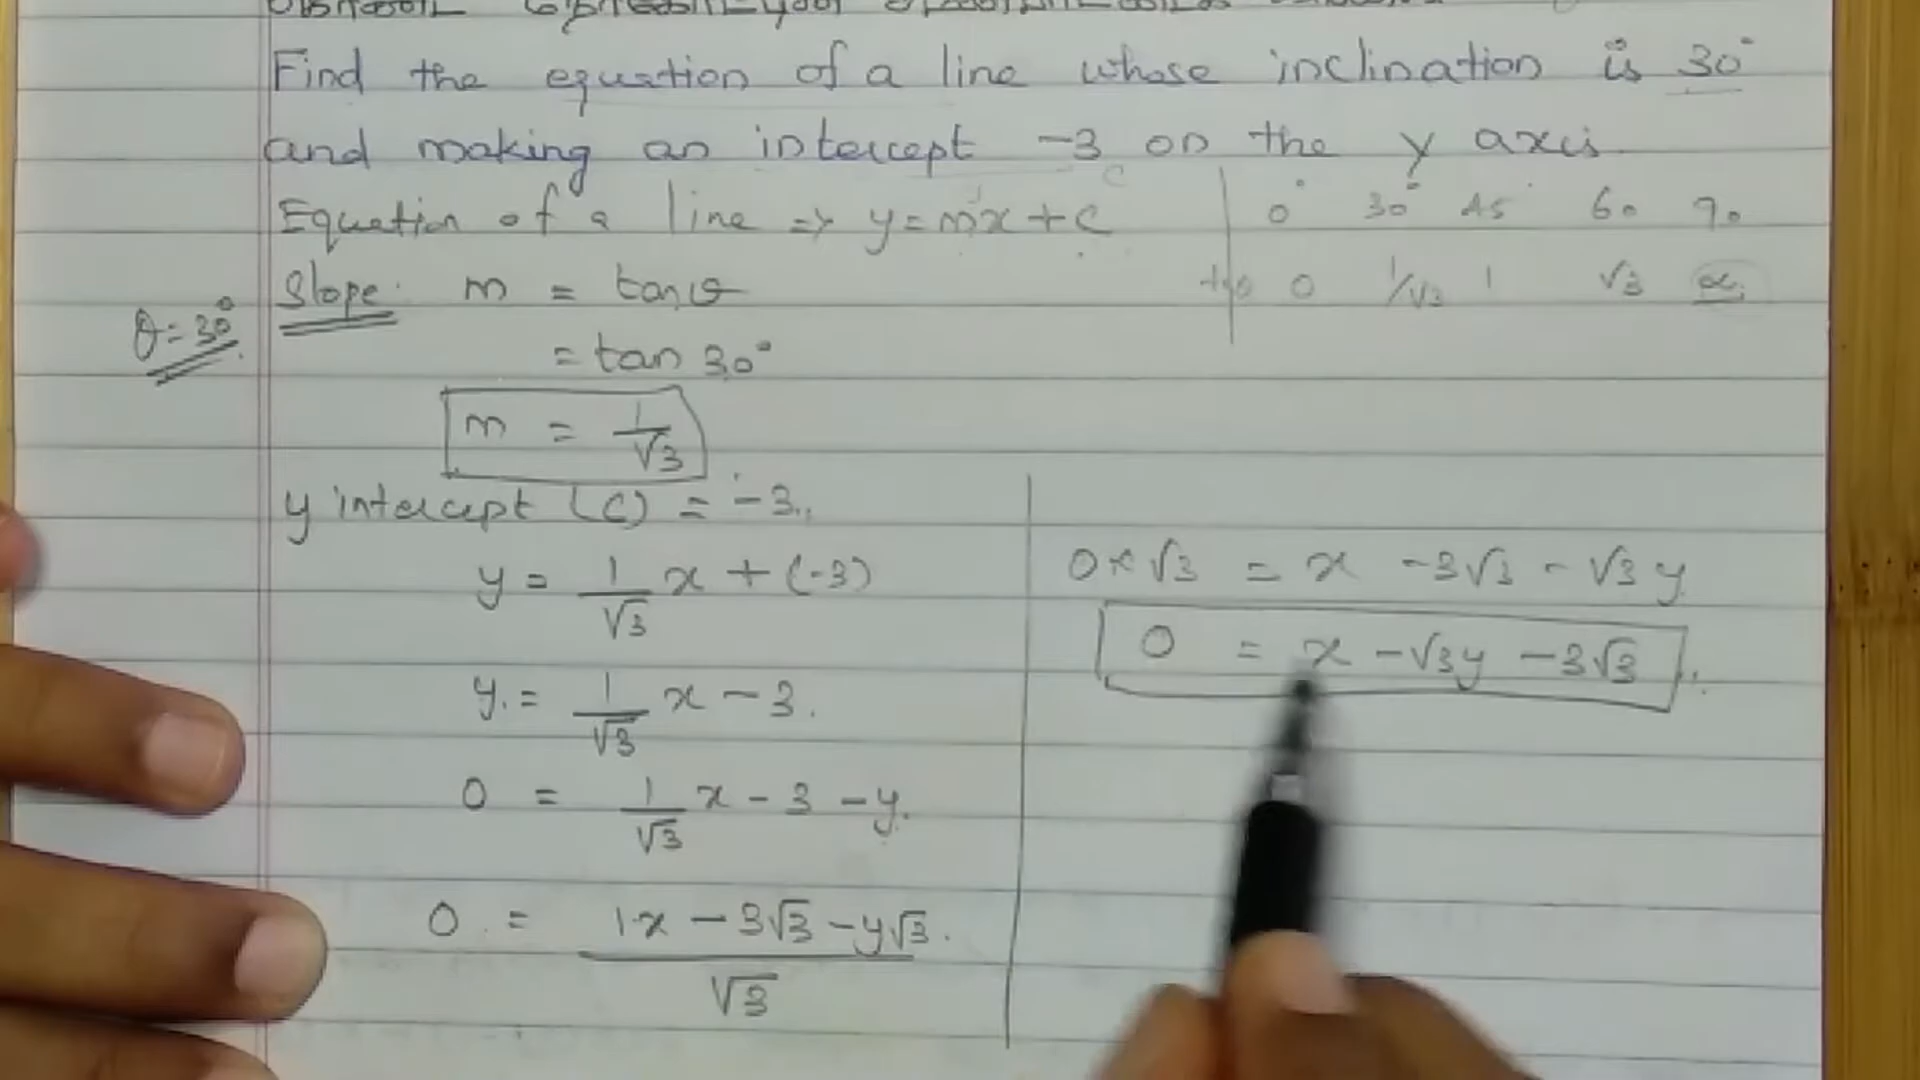 Find the equation of a line whose inclination is 30°
and making an intercept -3 on the y axis.
C
Equation of a line ⇒ y = mx + C
0° 30° 45 60 90
tanθ 0 1/√3 1 √3 ∞
Slope: m = tanθ
θ = 30°
= tan 30°
m = 1/√3
y intercept (C) = -3.
y = 1/√3 x + (-3)
y = 1/√3 x - 3.
0 = 1/√3 x - 3 - y.
0 = 1x - 3√3 - y√3.
√3
0 × √3 = x - 3√3 - √3 y
0 = x - √3y - 3√3